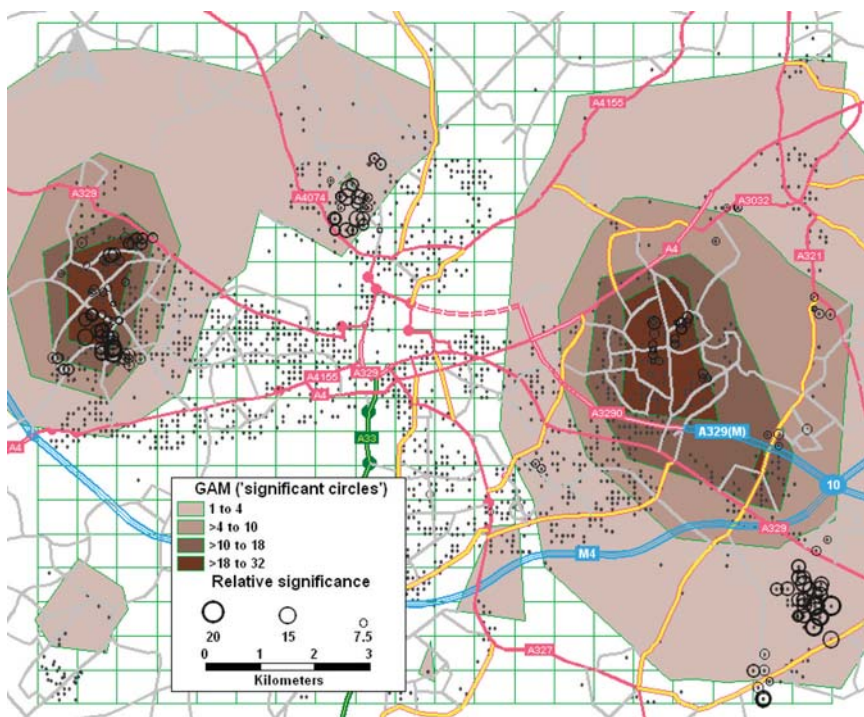 A4155
A329
A4074
A3032
A4
A321
A4155
A329
A4
A3290
A329(M)
A4
A33
10
GAM ('significant circles')
1 to 4
>4 to 10
>10 to 18
>18 to 32
Relative significance
20 15 7.5
0 1 2 3
Kilometers
A329
M4
A327